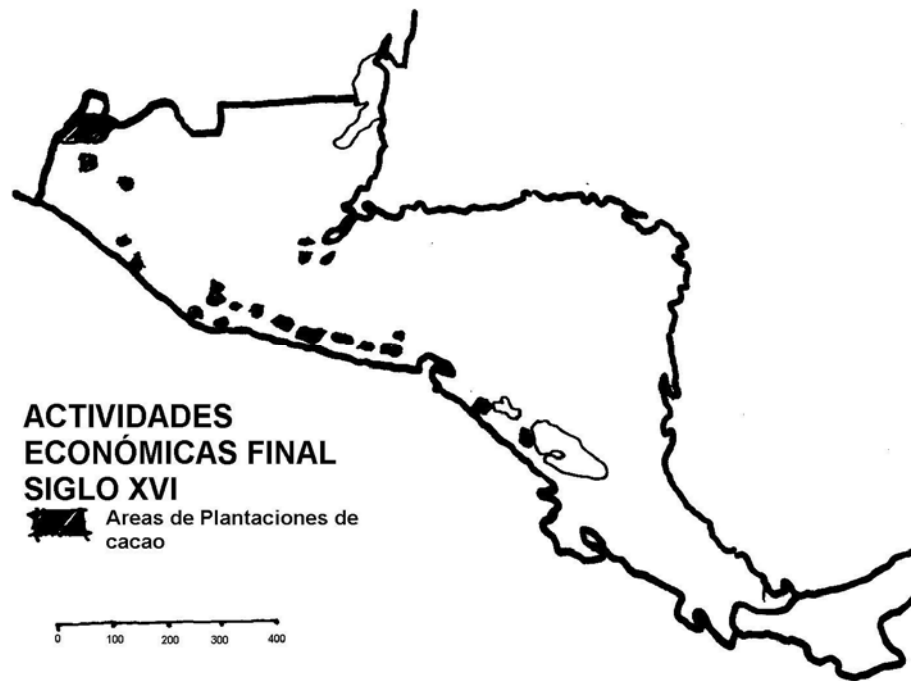 ACTIVIDADES
ECONÓMICAS FINAL
SIGLO XVI
Areas de Plantaciones de
cacao
0 100 200 300 400